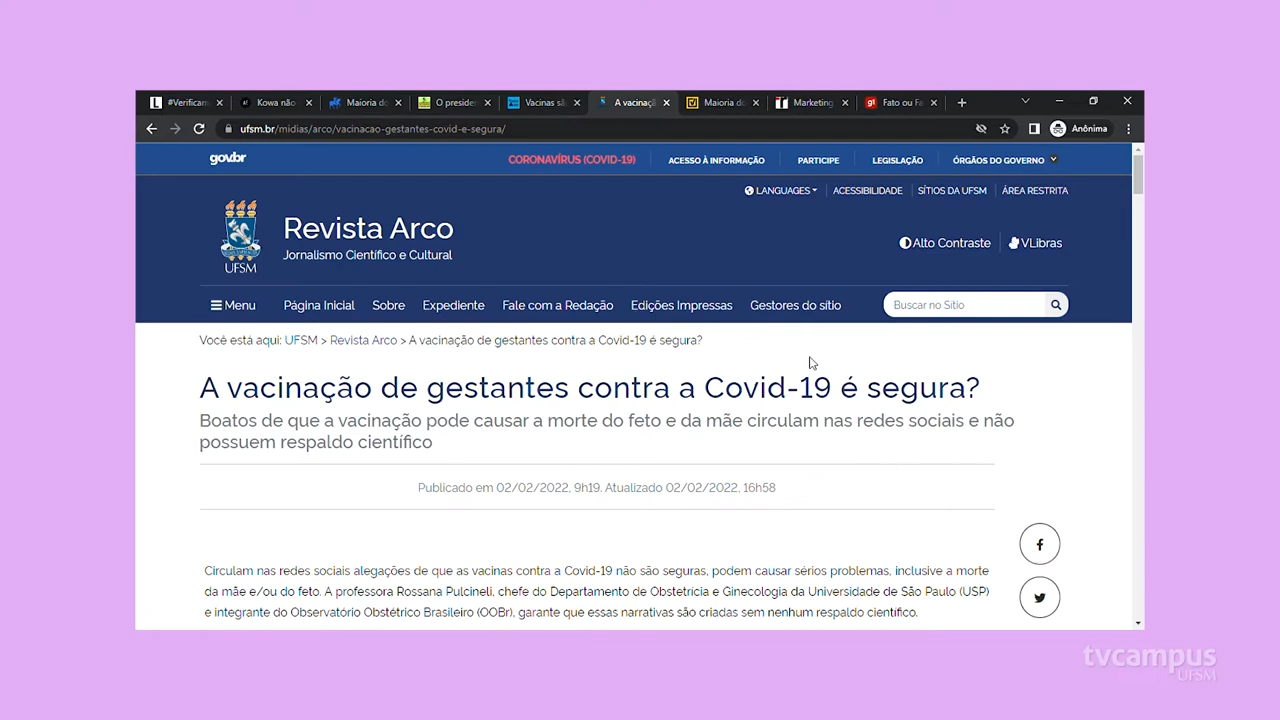 #Verificam
Kowa não
Maioria do
O presiden
Vacinas sã
A vacinaçã
Maioria do
Marketing
Fato ou Fa
ufsm.br/midias/arco/vacinacao-gestantes-covid-e-segura/
Anônima
govbr
CORONAVÍRUS (COVID-19)
ACESSO À INFORMAÇÃO
PARTICIPE
LEGISLAÇÃO
ÓRGÃOS DO GOVERNO
LANGUAGES
ACESSIBILIDADE
SÍTIOS DA UFSM
ÁREA RESTRITA
UFSM
Revista Arco
Jornalismo Científico e Cultural
Alto Contraste
VLibras
Menu
Página Inicial
Sobre
Expediente
Fale com a Redação
Edições Impressas
Gestores do sítio
Buscar no Sítio
Você está aqui: UFSM > Revista Arco > A vacinação de gestantes contra a Covid-19 é segura?
A vacinação de gestantes contra a Covid-19 é segura?
Boatos de que a vacinação pode causar a morte do feto e da mãe circulam nas redes sociais e não
possuem respaldo científico
Publicado em 02/02/2022, 9h19. Atualizado 02/02/2022, 16h58
Circulam nas redes sociais alegações de que as vacinas contra a Covid-19 não são seguras, podem causar sérios problemas, inclusive a morte
da mãe e/ou do feto. A professora Rossana Pulcineli, chefe do Departamento de Obstetrícia e Ginecologia da Universidade de São Paulo (USP)
e integrante do Observatório Obstétrico Brasileiro (OOBr), garante que essas narrativas são criadas sem nenhum respaldo científico.
tvcampus
UFSM